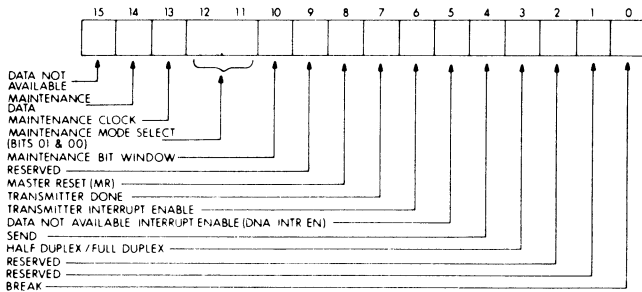 15 14 13 12 11 10 9 8 7 6 5 4 3 2 1 0
DATA NOT
AVAILABLE
MAINTENANCE
DATA
MAINTENANCE CLOCK
MAINTENANCE MODE SELECT
(BITS 01 & 00)
MAINTENANCE BIT WINDOW
RESERVED
MASTER RESET (MR)
TRANSMITTER DONE
TRANSMITTER INTERRUPT ENABLE
DATA NOT AVAILABLE INTERRUPT ENABLE (DNA INTR EN)
SEND
HALF DUPLEX / FULL DUPLEX
RESERVED
RESERVED
BREAK